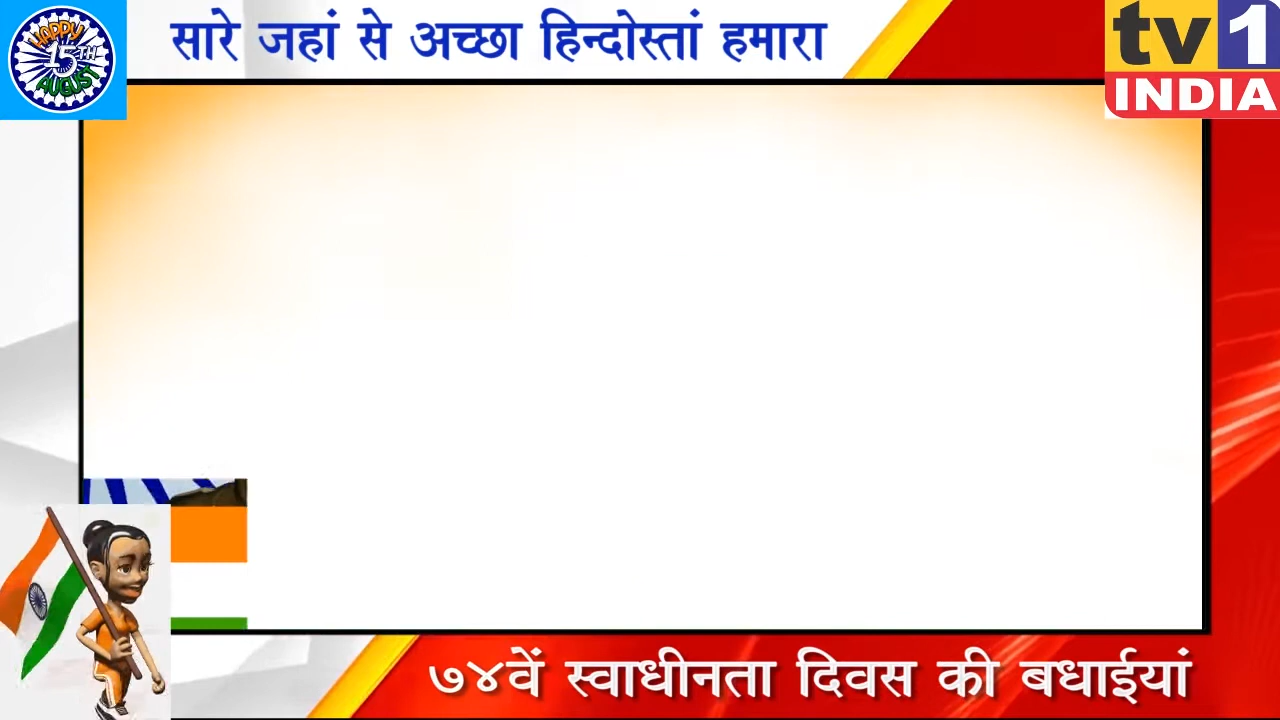 HAPPY
15TH
AUGUST
सारे जहां से अच्छा हिन्दोस्तां हमारा
tv1
INDIA
७४वें स्वाधीनता दिवस की बधाईयां